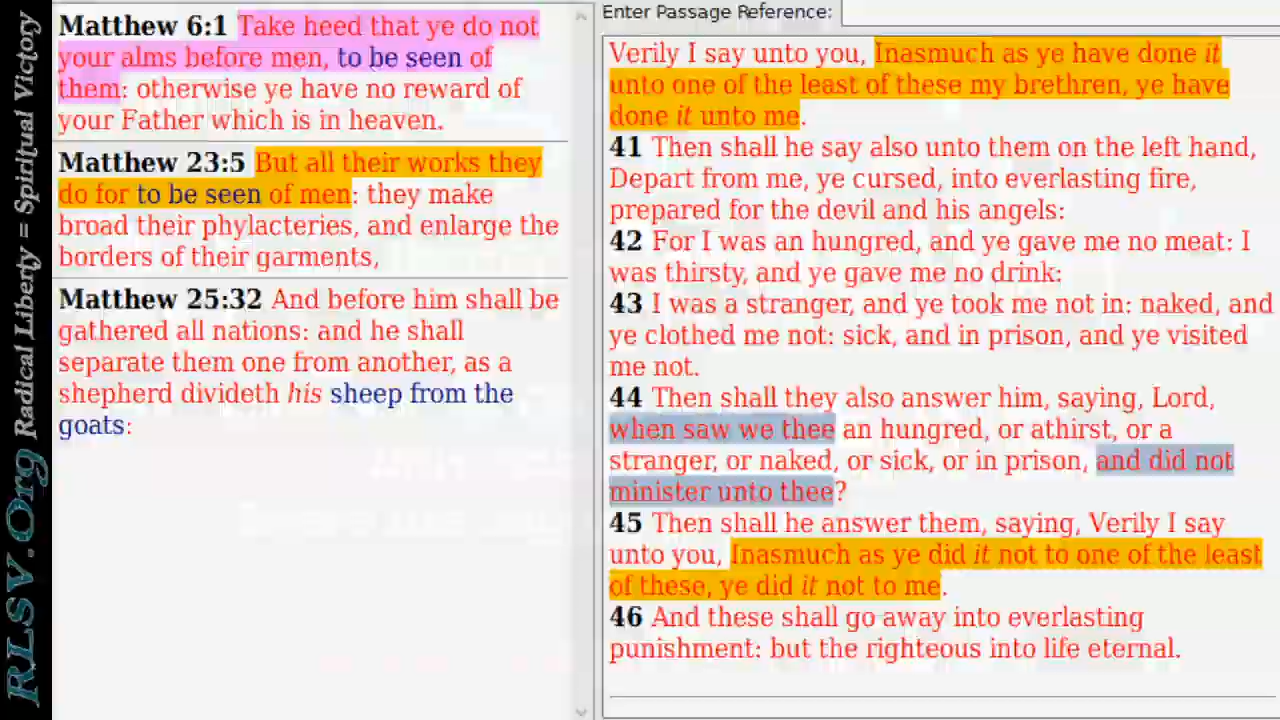 RLSV.Org Radical Liberty = Spiritual Victory
Matthew 6:1 Take heed that ye do not
your alms before men, to be seen of
them: otherwise ye have no reward of
your Father which is in heaven.
Matthew 23:5 But all their works they
do for to be seen of men: they make
broad their phylacteries, and enlarge the
borders of their garments,
Matthew 25:32 And before him shall be
gathered all nations: and he shall
separate them one from another, as a
shepherd divideth his sheep from the
goats:
Enter Passage Reference:
Verily I say unto you, Inasmuch as ye have done it
unto one of the least of these my brethren, ye have
done it unto me.
41 Then shall he say also unto them on the left hand,
Depart from me, ye cursed, into everlasting fire,
prepared for the devil and his angels:
42 For I was an hungred, and ye gave me no meat: I
was thirsty, and ye gave me no drink:
43 I was a stranger, and ye took me not in: naked, and
ye clothed me not: sick, and in prison, and ye visited
me not.
44 Then shall they also answer him, saying, Lord,
when saw we thee an hungred, or athirst, or a
stranger, or naked, or sick, or in prison, and did not
minister unto thee?
45 Then shall he answer them, saying, Verily I say
unto you, Inasmuch as ye did it not to one of the least
of these, ye did it not to me.
46 And these shall go away into everlasting
punishment: but the righteous into life eternal.